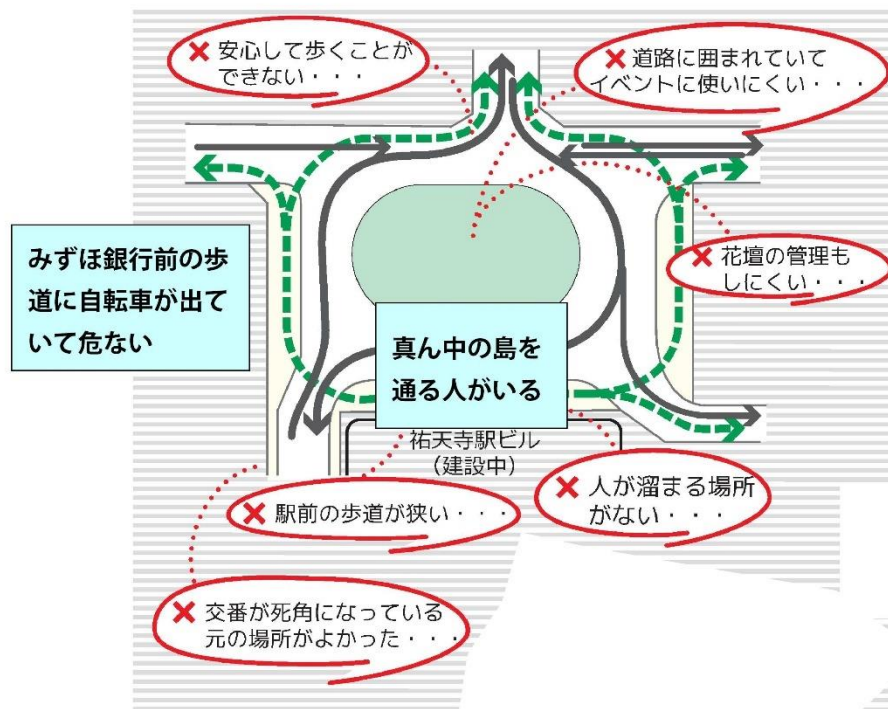 × 安心して歩くことが
できない・・・
× 道路に囲まれていて
イベントに使いにくい・・・
みずほ銀行前の歩
道に自転車が出て
いて危ない
× 花壇の管理も
しにくい・・・
真ん中の島を
通る人がいる
祐天寺駅ビル
（建設中）
× 駅前の歩道が狭い・・・
× 人が溜まる場所
がない・・・
× 交番が死角になっている
元の場所がよかった・・・